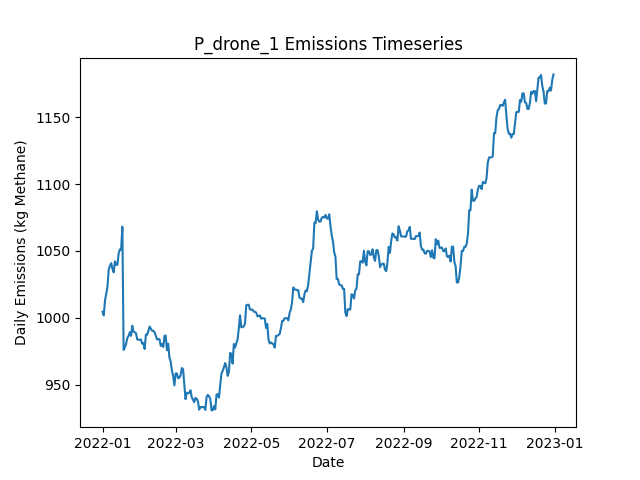 P_drone_1 Emissions Timeseries
Daily Emissions (kg Methane)
1150
1100
1050
1000
950
2022-01 2022-03 2022-05 2022-07 2022-09 2022-11 2023-01
Date